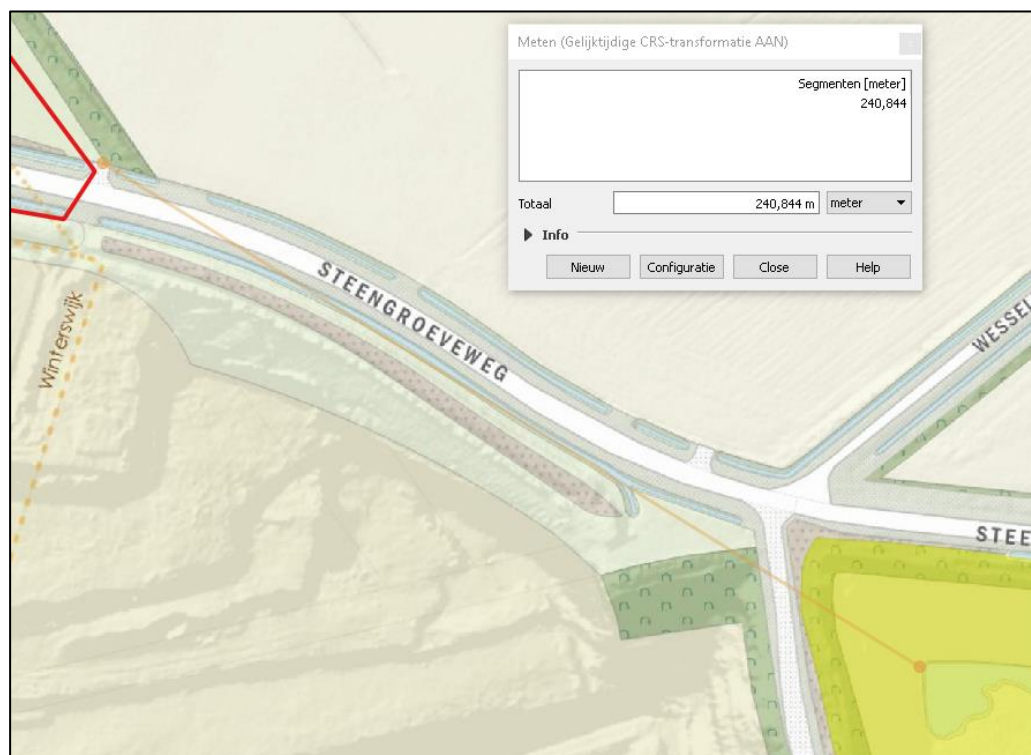 Meten (Gelijktijdige CRS-transformatie AAN)
Segmenten [meter]
240,844
Totaal
240,844 m
meter
Info
Nieuw
Configuratie
Close
Help
STEENGROEVEWEG
WESSEL
Winterswijk
STEE